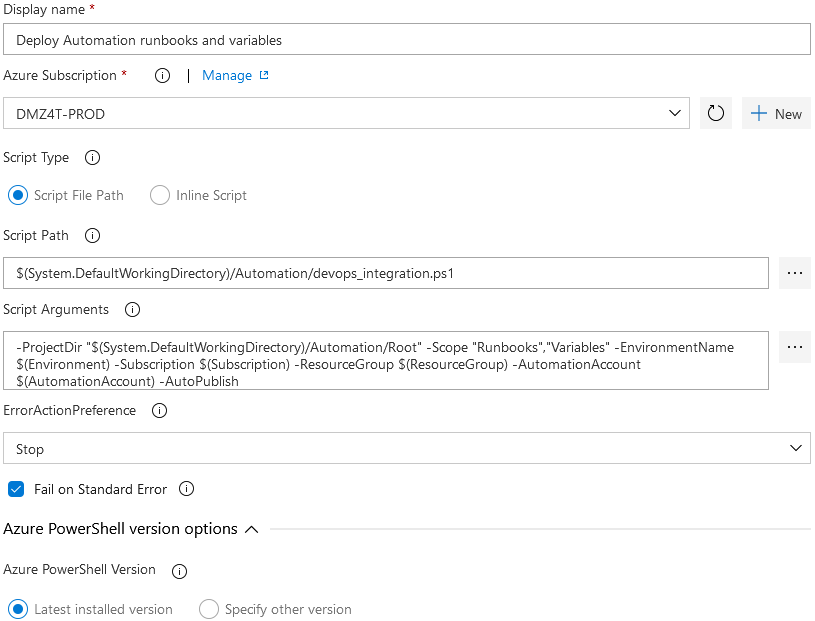 Display name *
Deploy Automation runbooks and variables
Azure Subscription * | Manage
DMZ4T-PROD
New
Script Type
Script File Path Inline Script
Script Path
$(System.DefaultWorkingDirectory)/Automation/devops_integration.ps1
...
Script Arguments
-ProjectDir "$(System.DefaultWorkingDirectory)/Automation/Root" -Scope "Runbooks","Variables" -EnvironmentName
$(Environment) -Subscription $(Subscription) -ResourceGroup $(ResourceGroup) -AutomationAccount
$(AutomationAccount) -AutoPublish
...
ErrorActionPreference
Stop
Fail on Standard Error
Azure PowerShell version options
Azure PowerShell Version
Latest installed version Specify other version